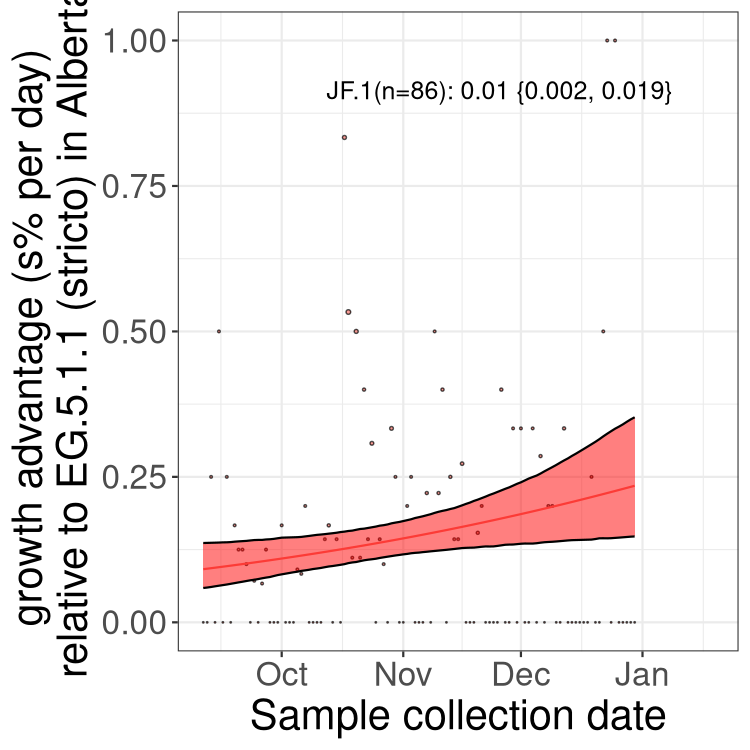 growth advantage (s% per day)
relative to EG.5.1.1 (stricto) in Alberta
1.00
0.75
0.50
0.25
0.00
JF.1(n=86): 0.01 {0.002, 0.019}
Oct
Nov
Dec
Jan
Sample collection date